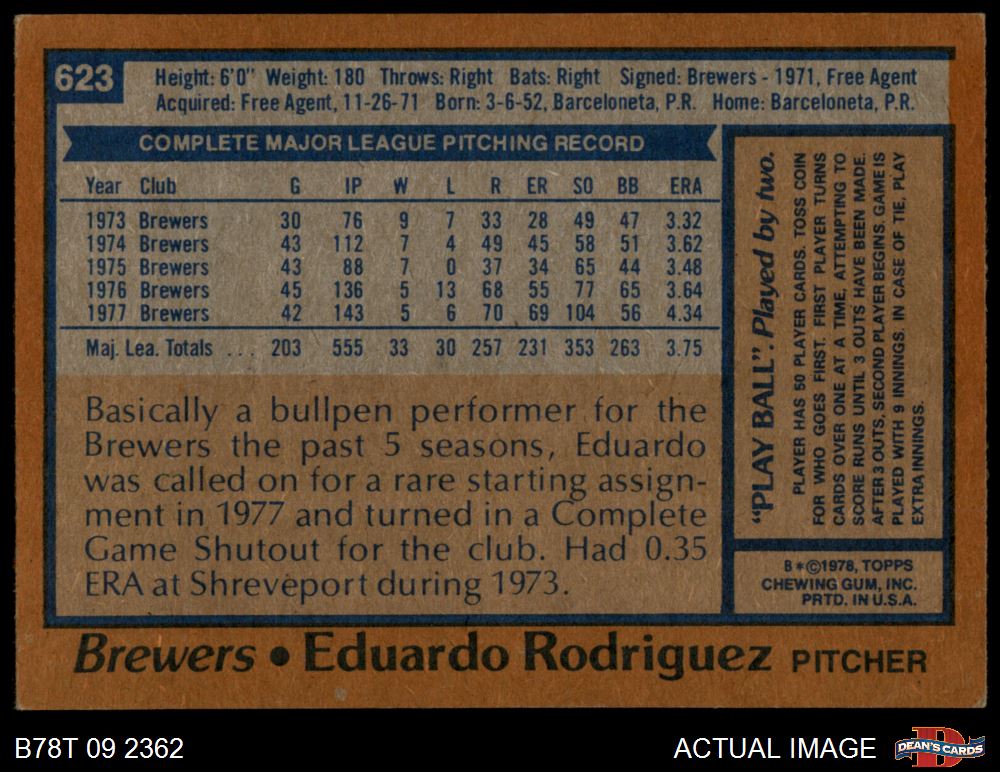 623
Height: 6'0" Weight: 180 Throws: Right Bats: Right Signed: Brewers - 1971, Free Agent
Acquired: Free Agent, 11-26-71 Born: 3-6-52, Barceloneta, P.R. Home: Barceloneta, P.R.
COMPLETE MAJOR LEAGUE PITCHING RECORD
Year Club G IP W L R ER SO BB ERA
1973 Brewers 30 76 9 7 33 28 49 47 3.32
1974 Brewers 43 112 7 4 49 45 58 51 3.62
1975 Brewers 43 88 7 0 37 34 65 44 3.48
1976 Brewers 45 136 5 13 68 55 77 65 3.64
1977 Brewers 42 143 5 6 70 69 104 56 4.34
Maj. Lea. Totals ... 203 555 33 30 257 231 353 263 3.75
Basically a bullpen performer for the
Brewers the past 5 seasons, Eduardo
was called on for a rare starting assign-
ment in 1977 and turned in a Complete
Game Shutout for the club. Had 0.35
ERA at Shreveport during 1973.
"PLAY BALL". Played by two.
PLAYER HAS 50 PLAYER CARDS. TOSS COIN
FOR WHO GOES FIRST. FIRST PLAYER TURNS
CARDS OVER ONE AT A TIME, ATTEMPTING TO
SCORE RUNS UNTIL 3 OUTS HAVE BEEN MADE.
AFTER 3 OUTS, SECOND PLAYER BEGINS. GAME IS
PLAYED WITH 9 INNINGS. IN CASE OF TIE, PLAY
EXTRA INNINGS.
B*©1978, TOPPS
CHEWING GUM, INC.
PRTD. IN U.S.A.
Brewers • Eduardo Rodriguez PITCHER
B78T 09 2362
ACTUAL IMAGE
D
DEAN'S CARDS